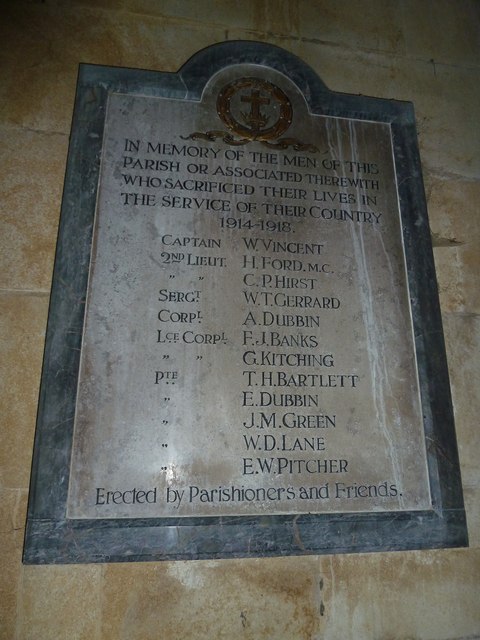 IN MEMORY OF THE MEN OF THIS
PARISH OR ASSOCIATED THEREWITH
WHO SACRIFICED THEIR LIVES IN
THE SERVICE OF THEIR COUNTRY
1914-1918.
CAPTAIN W. VINCENT
2ND LIEUT. H. FORD. M.C.
" " C. P. HIRST
SERGT W. T. GERRARD
CORPL. A. DUBBIN
LCE CORPL. F. J. BANKS
" " G. KITCHING
PTE T. H. BARTLETT
" E. DUBBIN
" J. M. GREEN
" W. D. LANE
" E. W. PITCHER
Erected by Parishioners and Friends.